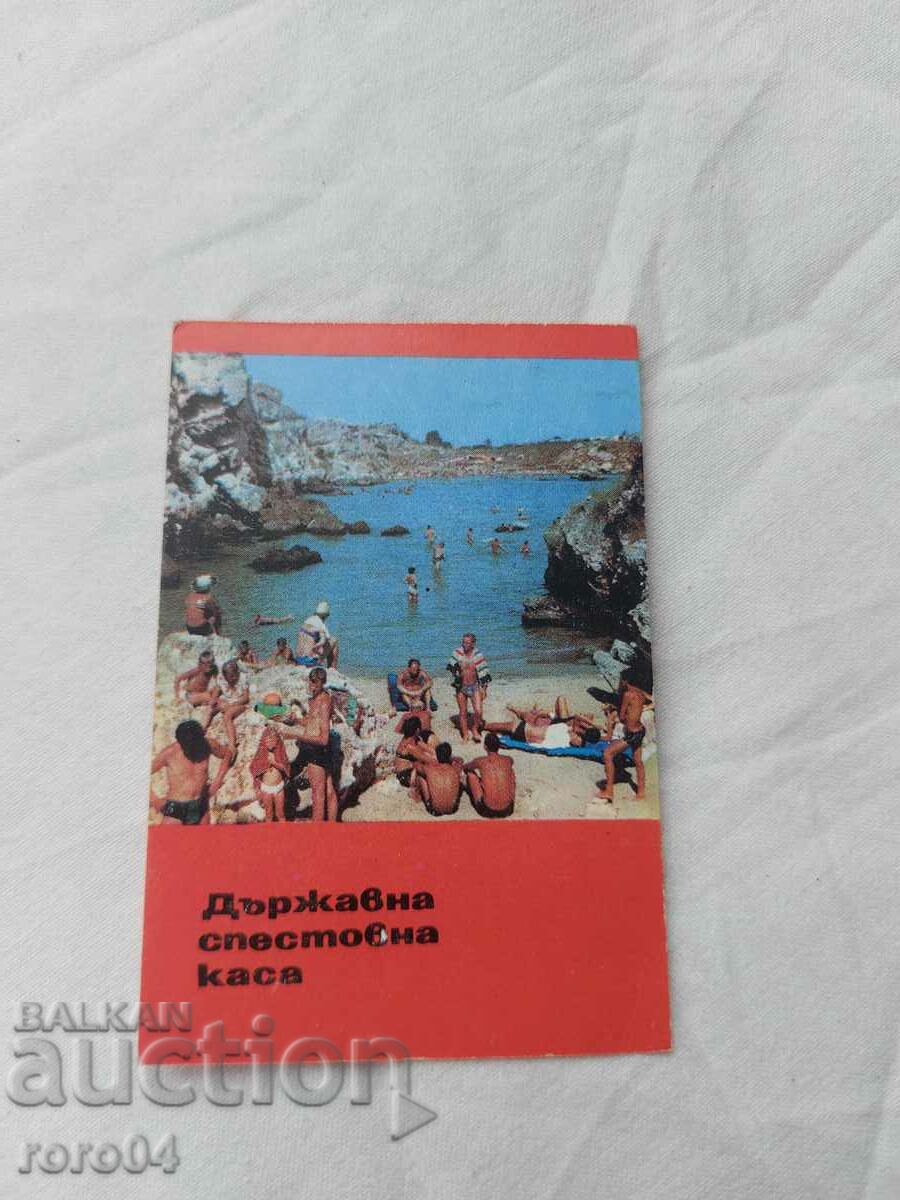 Държавна
спестовна
каса
BALKAN
auction
roro04